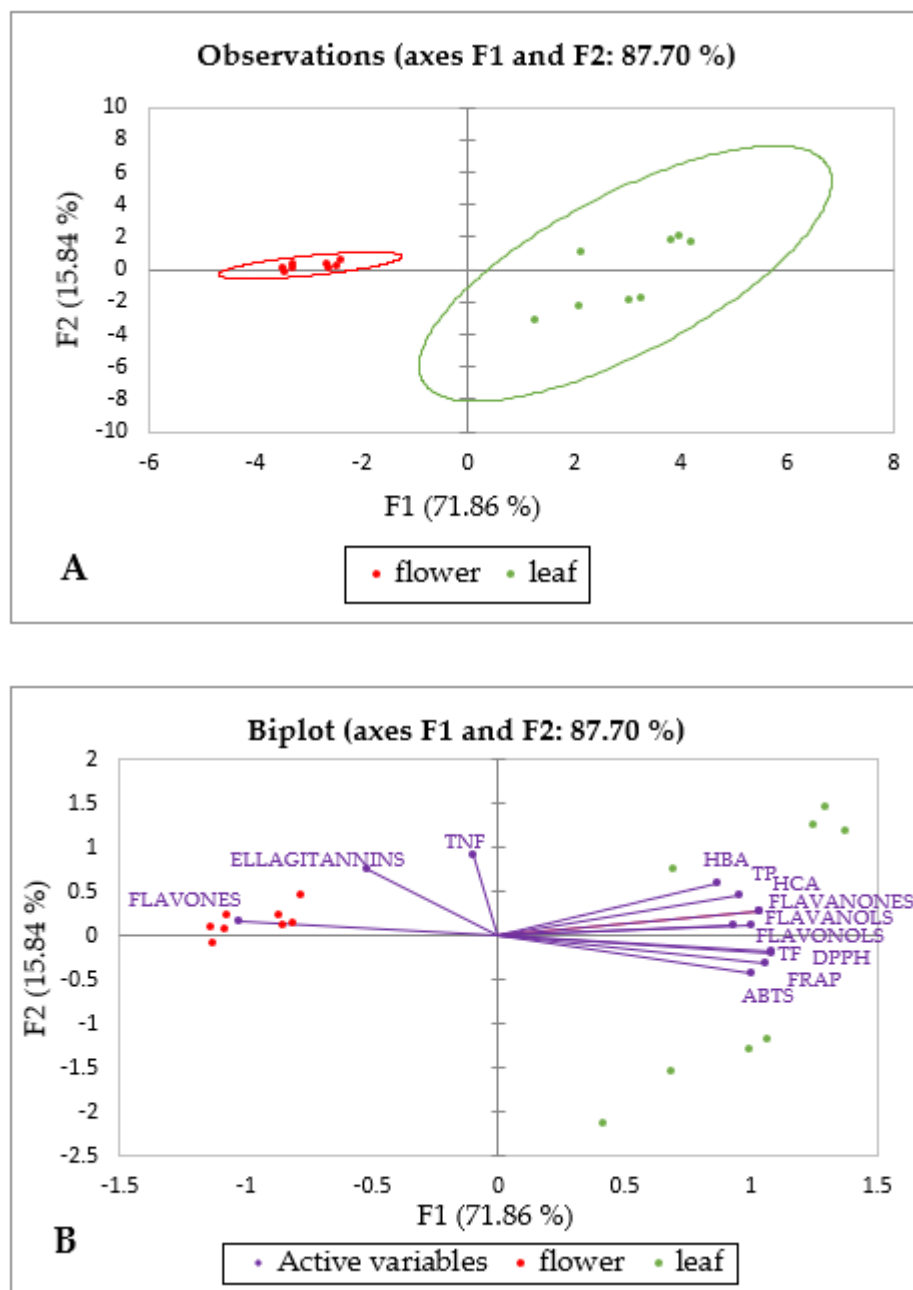 Observations (axes F1 and F2: 87.70 %)
10
8
6
4
2
0
-2
-4
-6
-8
-10
F2 (15.84 %)
-6 -4 -2 0 2 4 6 8
F1 (71.86 %)
A
flower leaf
Biplot (axes F1 and F2: 87.70 %)
2
1.5
1
0.5
0
-0.5
-1
-1.5
-2
-2.5
F2 (15.84 %)
TNF
ELLAGITANNINS
FLAVONES
HBA
TP
HCA
FLAVANONES
FLAVANOLS
FLAVONOLS
TF DPPH
FRAP
ABTS
-1.5 -1 -0.5 0 0.5 1 1.5
F1 (71.86 %)
B
Active variables flower leaf